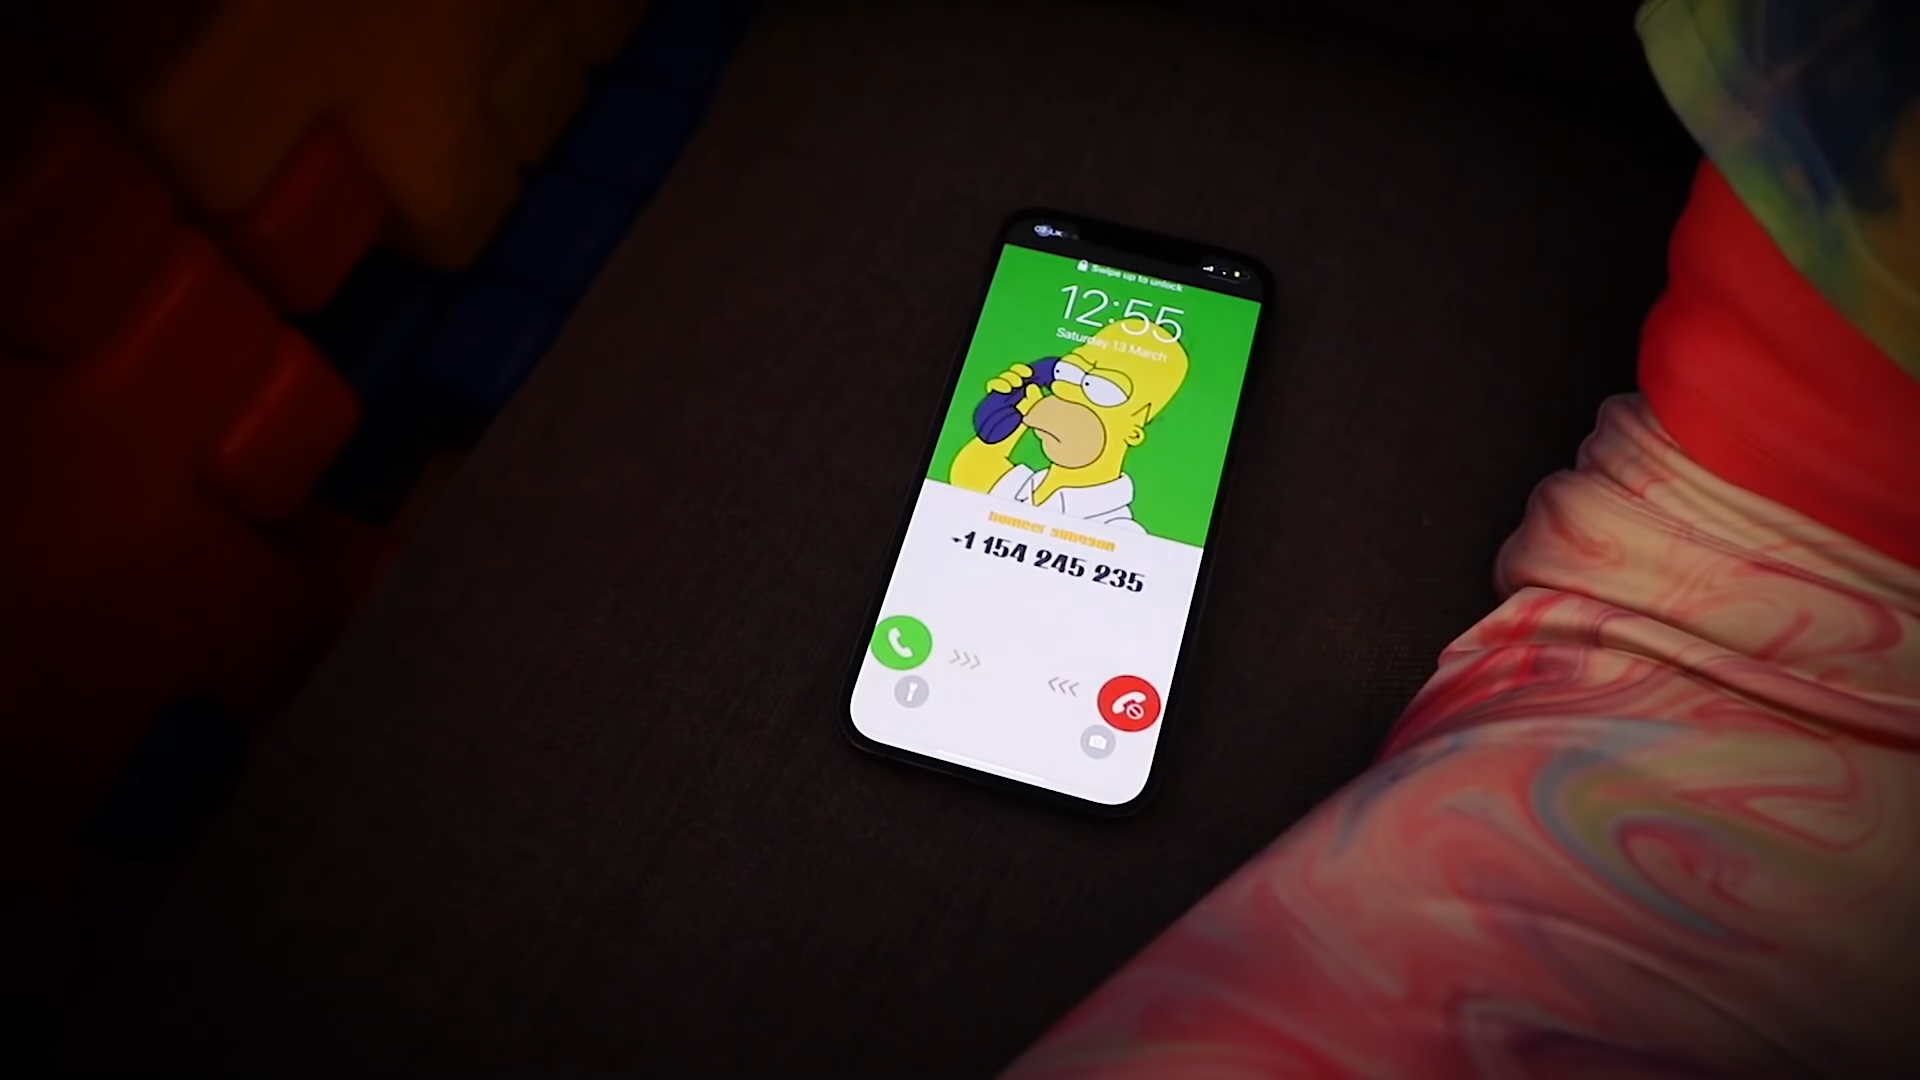 Swipe up to unlock
12:55
Saturday 13 March
homeer simpson
+1 154 245 235
>>>
<<<